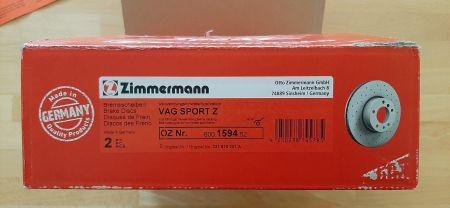 Zimmermann
Otto Zimmermann GmbH
Am Leitzelbach 8
74889 Sinsheim / Germany
Made in
GERMANY
Quality Products
Bremsscheiben
Brake Discs
Disques de Frein
Discos de Freno
Made in Germany
2
VAG SPORT Z
OZ Nr. 600.1594.52